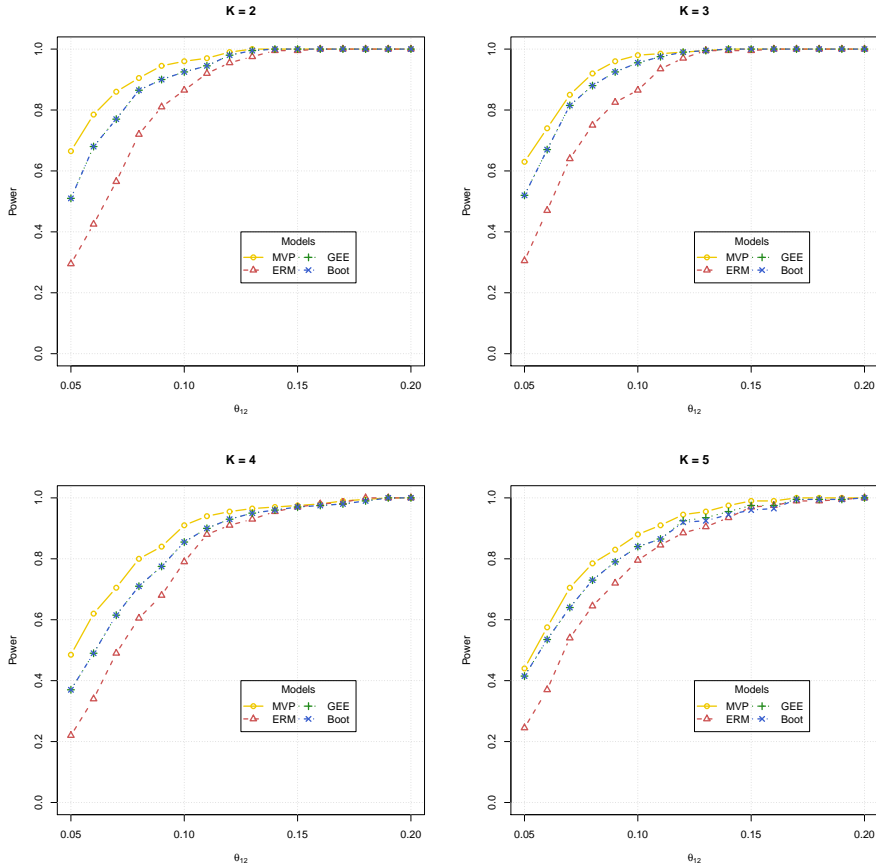 K = 2
Power
0.0 0.2 0.4 0.6 0.8 1.0
Models
MVP GEE
ERM Boot
0.05 0.10 0.15 0.20
θ12
K = 3
Power
0.0 0.2 0.4 0.6 0.8 1.0
Models
MVP GEE
ERM Boot
0.05 0.10 0.15 0.20
θ12
K = 4
Power
0.0 0.2 0.4 0.6 0.8 1.0
Models
MVP GEE
ERM Boot
0.05 0.10 0.15 0.20
θ12
K = 5
Power
0.0 0.2 0.4 0.6 0.8 1.0
Models
MVP GEE
ERM Boot
0.05 0.10 0.15 0.20
θ12